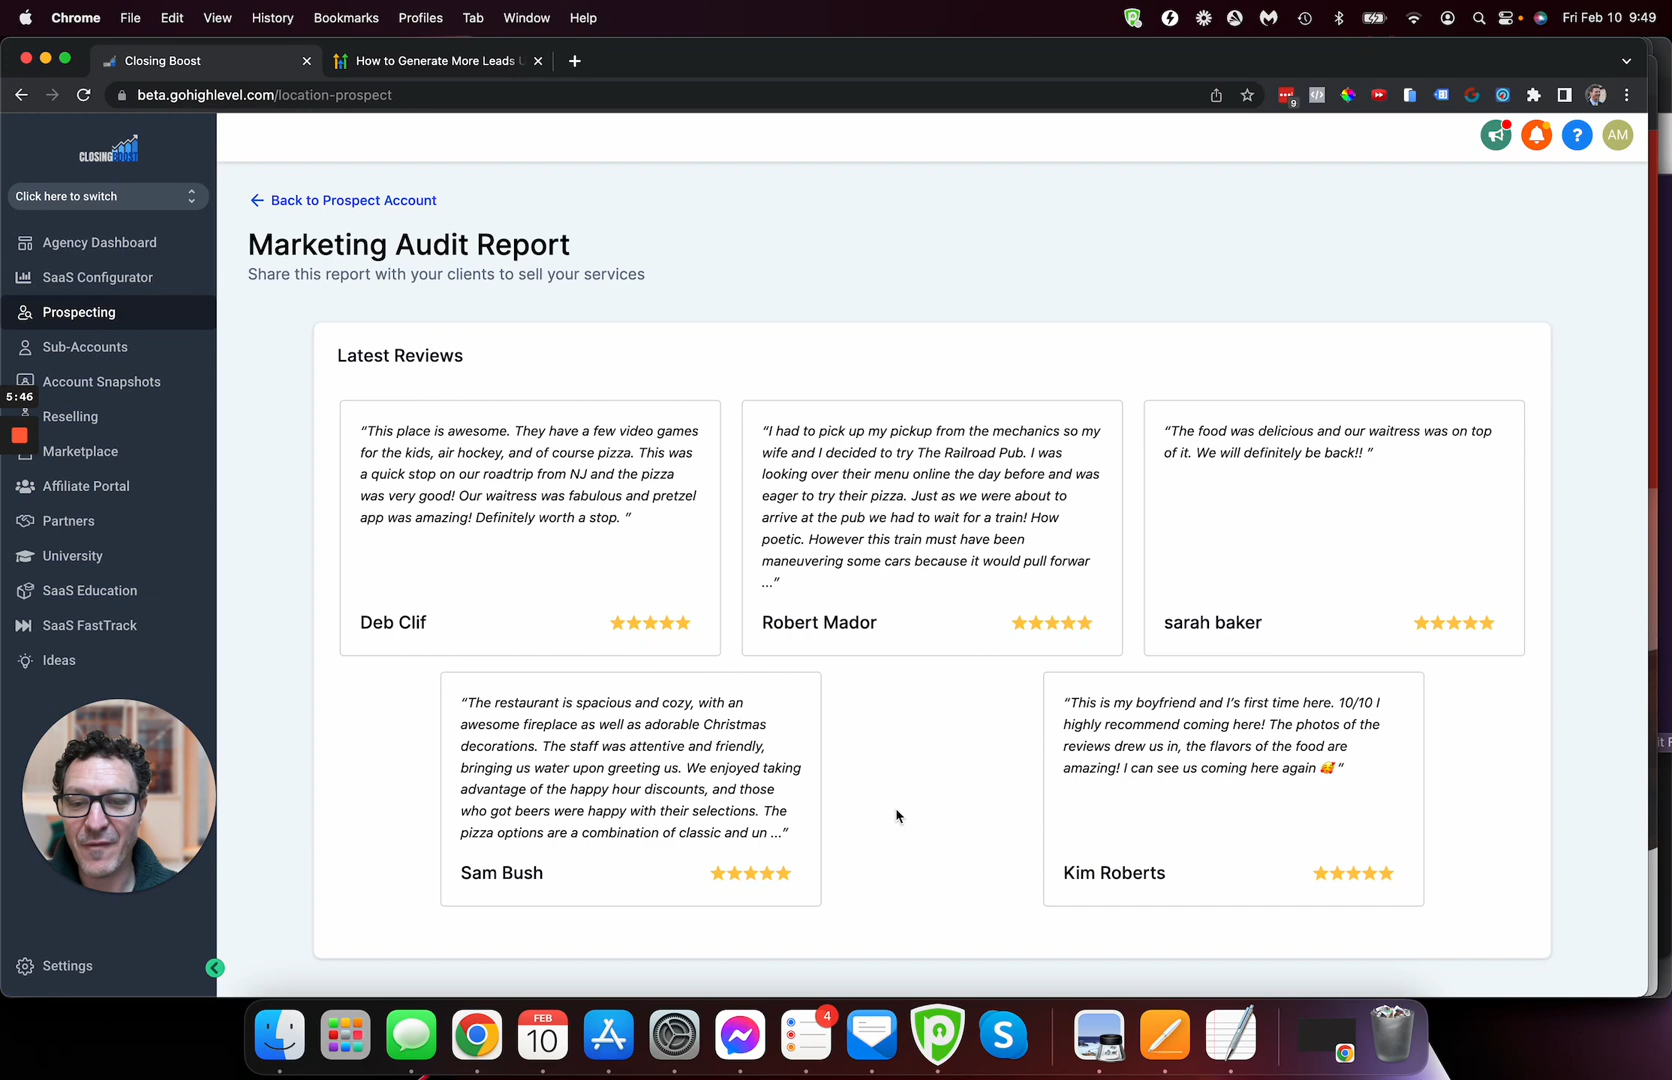 Chrome File Edit View History Bookmarks Profiles Tab Window Help Fri Feb 10 9:49
Closing Boost How to Generate More Leads U
beta.gohighlevel.com/location-prospect
9
CLOSINGBOOST
AM
Click here to switch
Agency Dashboard
SaaS Configurator
Prospecting
Sub-Accounts
Account Snapshots
5:46
Reselling
Marketplace
Affiliate Portal
Partners
University
SaaS Education
SaaS FastTrack
Ideas
Settings
Back to Prospect Account
Marketing Audit Report
Share this report with your clients to sell your services
Latest Reviews
“This place is awesome. They have a few video games
for the kids, air hockey, and of course pizza. This was
a quick stop on our roadtrip from NJ and the pizza
was very good! Our waitress was fabulous and pretzel
app was amazing! Definitely worth a stop. ”
Deb Clif
“I had to pick up my pickup from the mechanics so my
wife and I decided to try The Railroad Pub. I was
looking over their menu online the day before and was
eager to try their pizza. Just as we were about to
arrive at the pub we had to wait for a train! How
poetic. However this train must have been
maneuvering some cars because it would pull forwar
...”
Robert Mador
“The food was delicious and our waitress was on top
of it. We will definitely be back!! ”
sarah baker
“The restaurant is spacious and cozy, with an
awesome fireplace as well as adorable Christmas
decorations. The staff was attentive and friendly,
bringing us water upon greeting us. We enjoyed taking
advantage of the happy hour discounts, and those
who got beers were happy with their selections. The
pizza options are a combination of classic and un ...”
Sam Bush
“This is my boyfriend and I’s first time here. 10/10 I
highly recommend coming here! The photos of the
reviews drew us in, the flavors of the food are
amazing! I can see us coming here again 🥰 ”
Kim Roberts
FEB
10
4